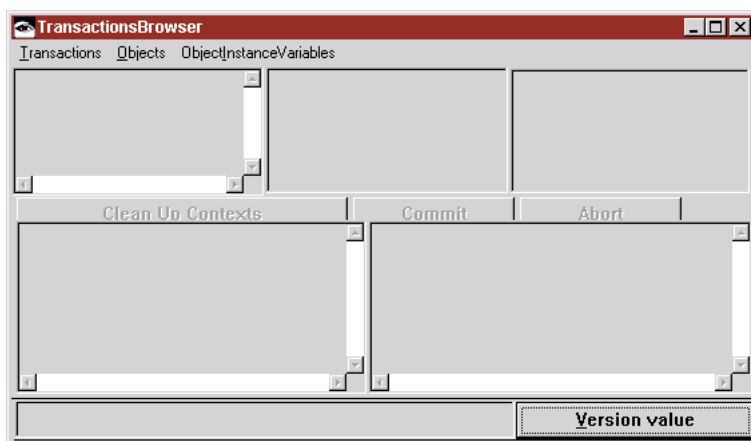 TransactionsBrowser
Transactions Objects ObjectInstanceVariables
Clean Up Contexts Commit Abort
Version value